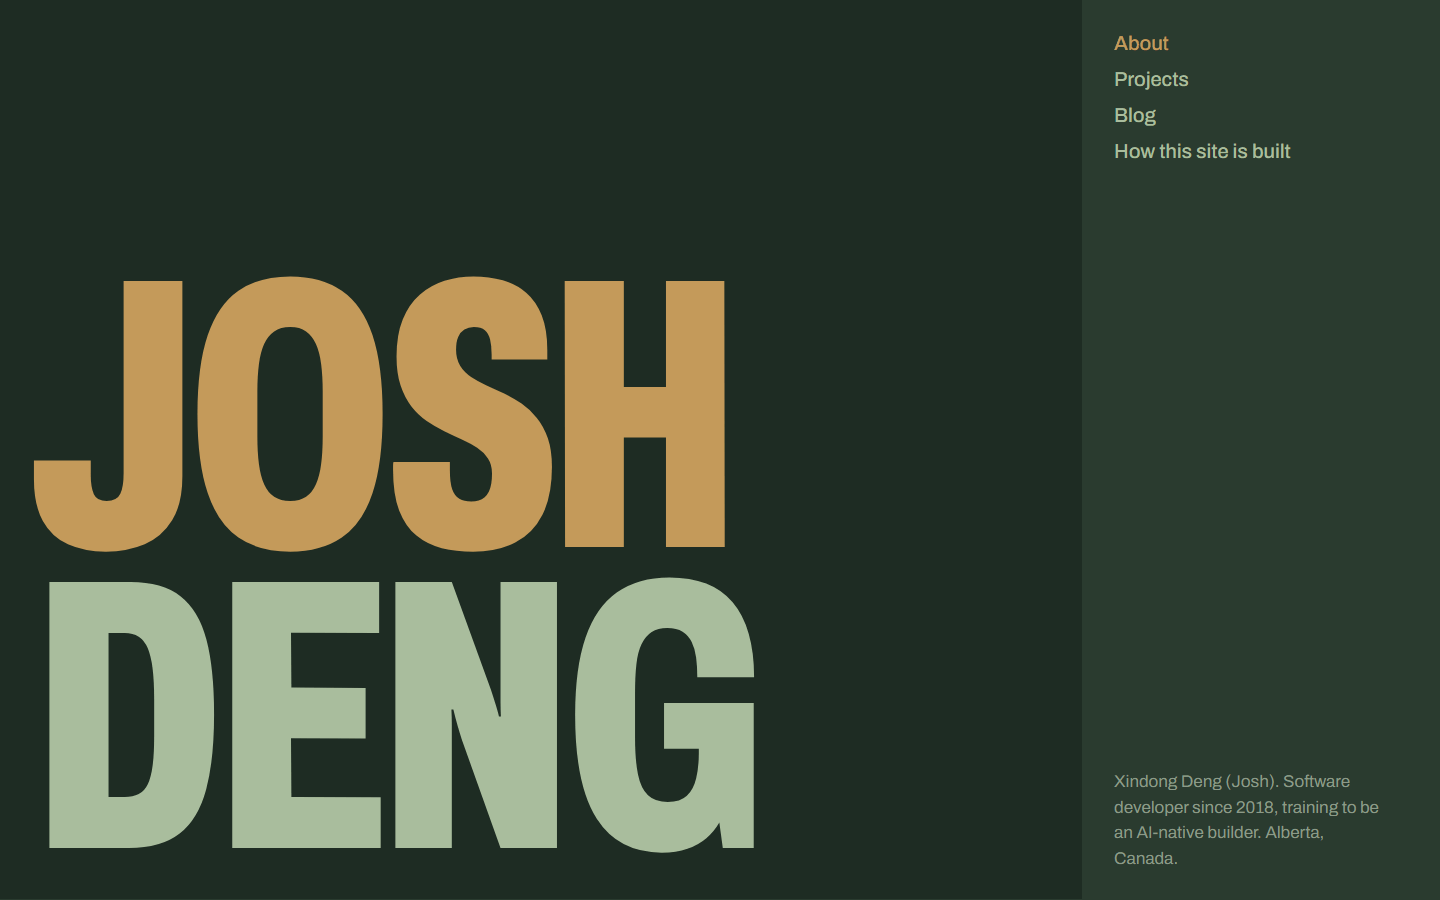 JOSH
DENG
About
Projects
Blog
How this site is built
Xindong Deng (Josh). Software
developer since 2018, training to be
an AI-native builder. Alberta,
Canada.